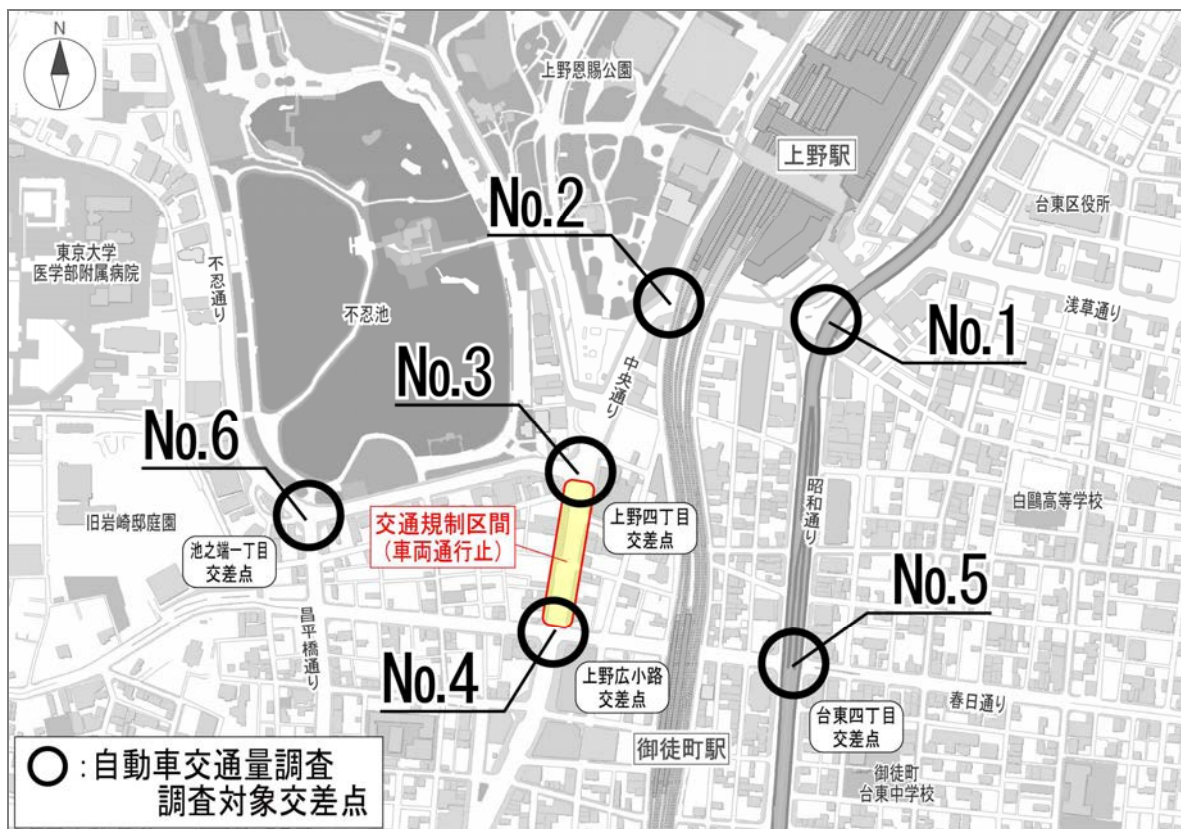 N
上野恩賜公園
上野駅
台東区役所
No.2
東京大学
医学部附属病院
不忍通り
不忍池
浅草通り
No.1
中央通り
No.3
No.6
昭和通り
白鷗高等学校
旧岩崎邸庭園
池之端一丁目
交差点
交通規制区間
(車両通行止)
上野四丁目
交差点
No.5
昌平橋通り
No.4
上野広小路
交差点
春日通り
台東四丁目
交差点
御徒町駅
御徒町
台東中学校
:自動車交通量調査
調査対象交差点